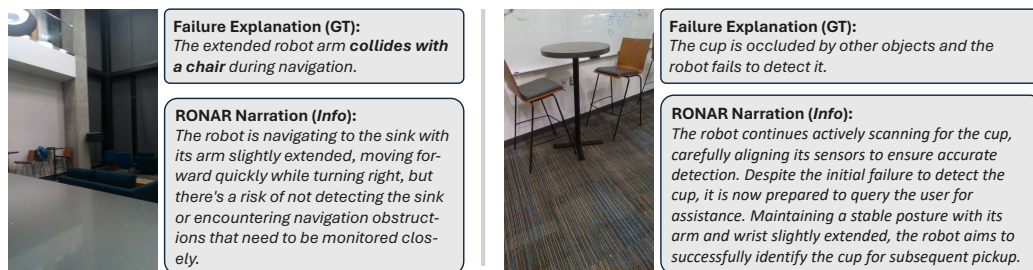 Failure Explanation (GT):
The extended robot arm collides with
a chair during navigation.
RONAR Narration (Info):
The robot is navigating to the sink with
its arm slightly extended, moving for-
ward quickly while turning right, but
there's a risk of not detecting the sink
or encountering navigation obstruct-
ions that need to be monitored clos-
ely.
Failure Explanation (GT):
The cup is occluded by other objects and the
robot fails to detect it.
RONAR Narration (Info):
The robot continues actively scanning for the cup,
carefully aligning its sensors to ensure accurate
detection. Despite the initial failure to detect the
cup, it is now prepared to query the user for
assistance. Maintaining a stable posture with its
arm and wrist slightly extended, the robot aims to
successfully identify the cup for subsequent pickup.